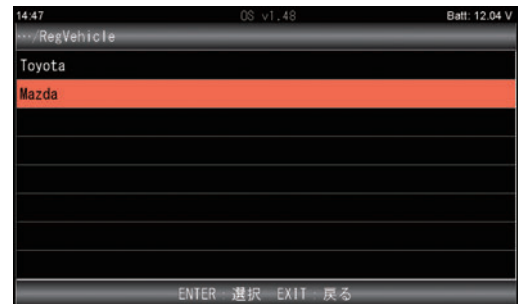 14:47 OS v1.48 Batt: 12.04 V
…/RegVehicle
Toyota
Mazda
ENTER : 選択 EXIT : 戻る